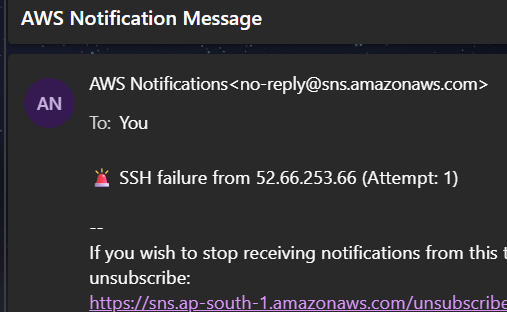 AWS Notification Message
AN
AWS Notifications<no-reply@sns.amazonaws.com>
To: You
🚨 SSH failure from 52.66.253.66 (Attempt: 1)
--
If you wish to stop receiving notifications from this
unsubscribe:
https://sns.ap-south-1.amazonaws.com/unsubscribe